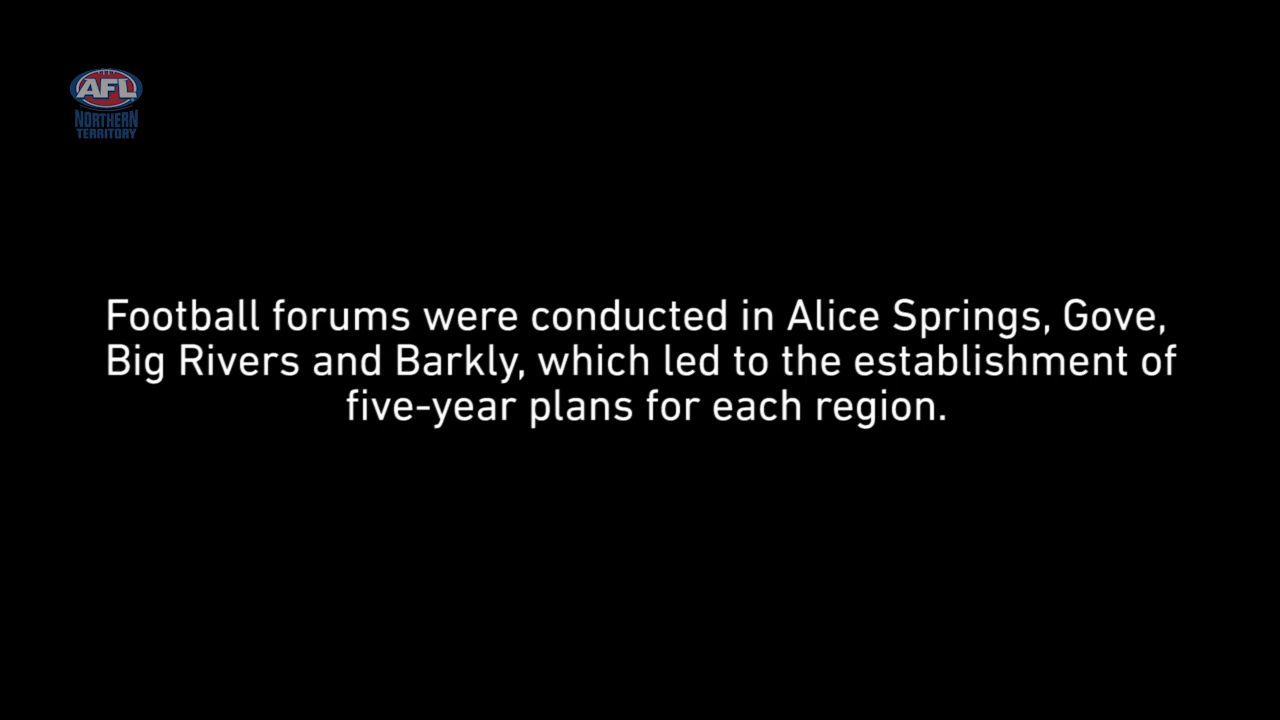 AFL
NORTHERN
TERRITORY
Football forums were conducted in Alice Springs, Gove,
Big Rivers and Barkly, which led to the establishment of
five-year plans for each region.